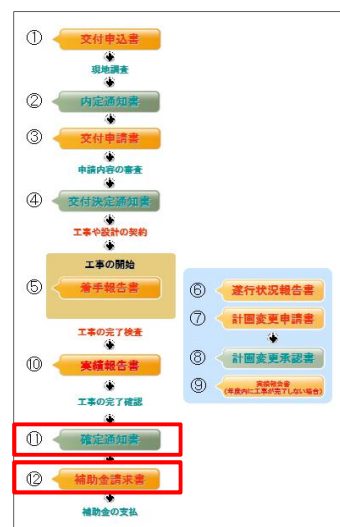 ① 交付申込書
現地調査
② 内定通知書
③ 交付申請書
申請内容の審査
④ 交付決定通知書
工事や設計の契約
工事の開始
⑤ 着手報告書
工事の完了検査
⑩ 実績報告書
工事の完了確認
⑪ 確定通知書
⑫ 補助金請求書
補助金の支払
⑥ 遂行状況報告書
⑦ 計画変更申請書
⑧ 計画変更承認書
⑨ 実績報告書
(年度内に工事が完了しない場合)